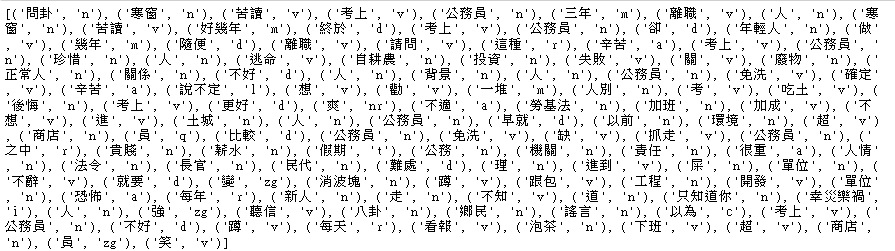 [('問卦', 'n'), ('寒窗', 'n'), ('苦讀', 'v'), ('考上', 'v'), ('公務員', 'n'), ('三年', 'm'), ('離職', 'v'), ('人', 'n'), ('寒
窗', 'n'), ('苦讀', 'v'), ('好幾年', 'm'), ('終於', 'd'), ('考上', 'v'), ('公務員', 'n'), ('卻', 'd'), ('年輕人', 'n'), ('做'
, 'v'), ('幾年', 'm'), ('隨便', 'd'), ('離職', 'v'), ('請問', 'v'), ('這種', 'r'), ('辛苦', 'a'), ('考上', 'v'), ('公務員', '
n'), ('珍惜', 'n'), ('人', 'n'), ('逃命', 'v'), ('自耕農', 'n'), ('投資', 'n'), ('失敗', 'v'), ('關', 'v'), ('廢物', 'n'), ('
正常人', 'n'), ('關係', 'n'), ('不好', 'd'), ('人', 'n'), ('背景', 'n'), ('人', 'n'), ('公務員', 'n'), ('免洗', 'v'), ('確定'
, 'v'), ('辛苦', 'a'), ('說不定', 'l'), ('想', 'v'), ('勸', 'v'), ('一堆', 'm'), ('人別', 'n'), ('考', 'v'), ('吃土', 'v'), ('
後悔', 'n'), ('考上', 'v'), ('更好', 'd'), ('爽', 'nr'), ('不適', 'a'), ('勞基法', 'n'), ('加班', 'n'), ('加成', 'v'), ('不
想', 'v'), ('進', 'v'), ('土城', 'n'), ('人', 'n'), ('公務員', 'n'), ('早就', 'd'), ('以前', 'n'), ('環境', 'n'), ('超', 'v'
), ('商店', 'n'), ('員', 'q'), ('比較', 'd'), ('公務員', 'n'), ('免洗', 'v'), ('缺', 'v'), ('抓走', 'v'), ('公務員', 'n'), ('
之中', 'r'), ('貴賤', 'n'), ('薪水', 'n'), ('假期', 't'), ('公務', 'n'), ('機關', 'n'), ('責任', 'n'), ('很重', 'a'), ('人情'
, 'n'), ('法令', 'n'), ('長官', 'n'), ('民代', 'n'), ('難處', 'd'), ('理', 'n'), ('進到', 'v'), ('屎', 'n'), ('單位', 'n'), (
'不辭', 'v'), ('就要', 'd'), ('變', 'zg'), ('消波塊', 'n'), ('蹲', 'v'), ('跟包', 'v'), ('工程', 'n'), ('開發', 'v'), ('單位'
, 'n'), ('恐怖', 'a'), ('每年', 'r'), ('新人', 'n'), ('走', 'n'), ('不知', 'v'), ('道', 'n'), ('只知道你', 'n'), ('幸災樂禍',
'i'), ('人', 'n'), ('強', 'zg'), ('聽信', 'v'), ('八卦', 'n'), ('鄉民', 'n'), ('謠言', 'n'), ('以為', 'c'), ('考上', 'v'), ('
公務員', 'n'), ('不好', 'd'), ('蹲', 'v'), ('每天', 'r'), ('看報', 'v'), ('泡茶', 'n'), ('下班', 'v'), ('超', 'v'), ('商店',
'n'), ('員', 'zg'), ('笑', 'v')]